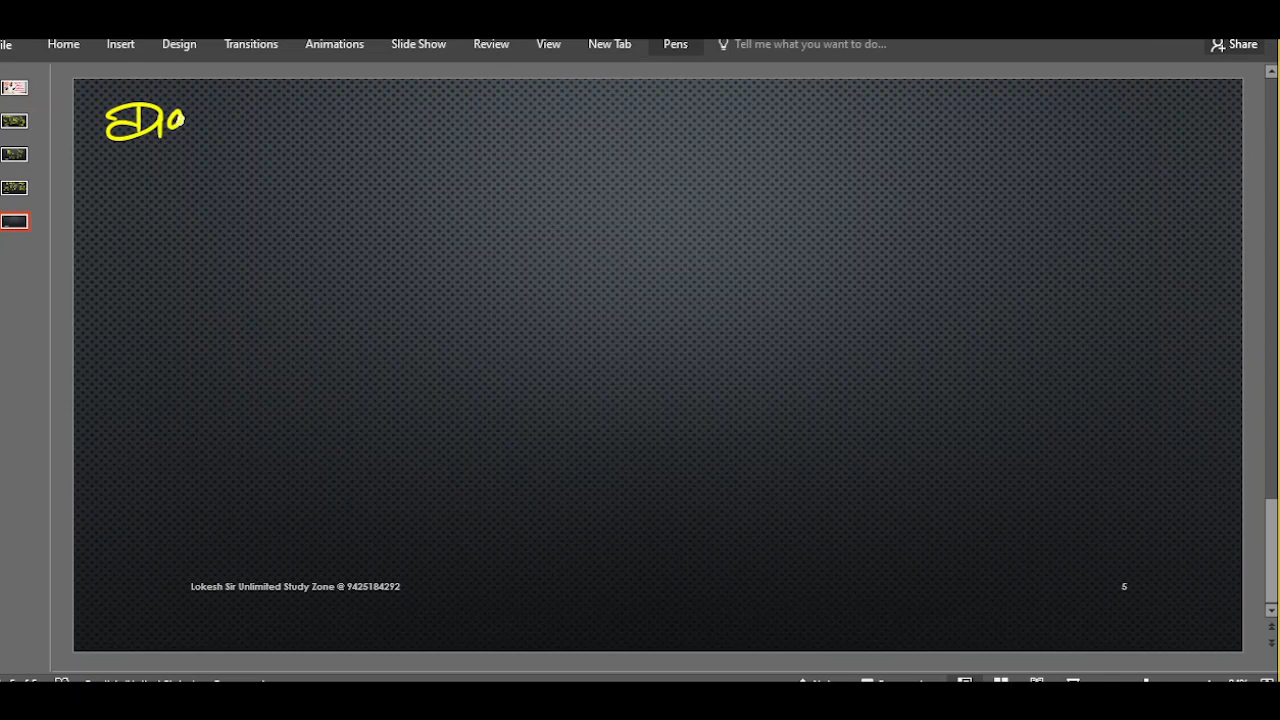 ile Home Insert Design Transitions Animations Slide Show Review View New Tab Pens Tell me what you want to do... Share
Lokesh Sir Unlimited Study Zone @ 9425184292 5